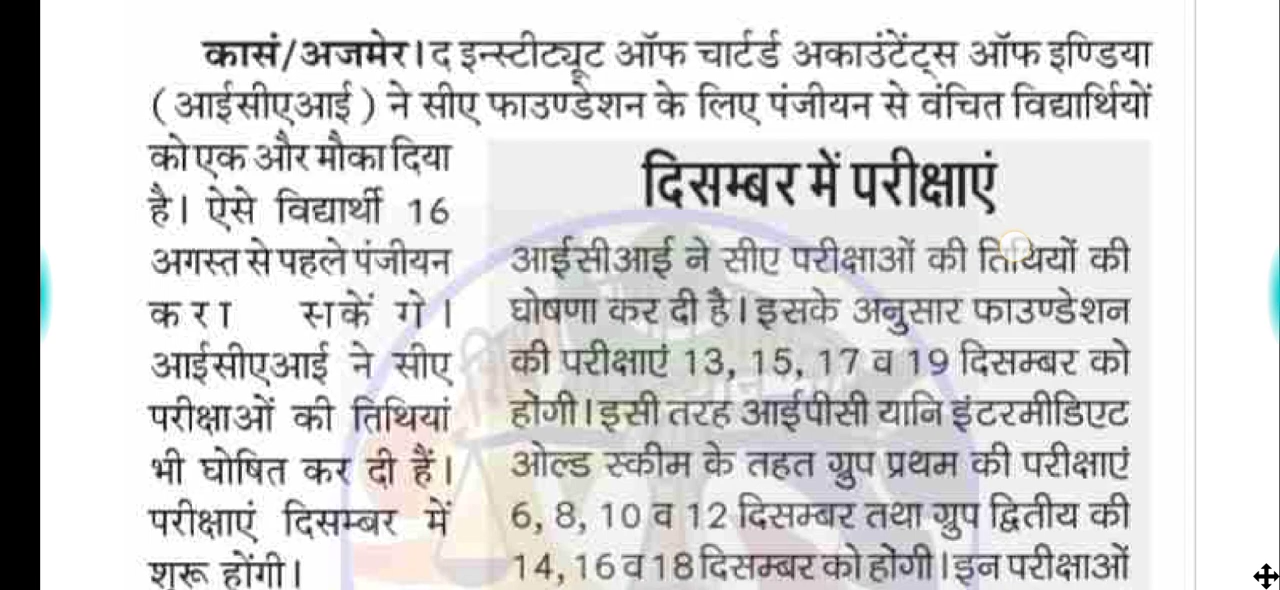 कासं/अजमेर। द इन्स्टीट्यूट ऑफ चार्टर्ड अकाउंटेंट्स ऑफ इण्डिया
(आईसीएआई) ने सीए फाउण्डेशन के लिए पंजीयन से वंचित विद्यार्थियों
को एक और मौका दिया
है। ऐसे विद्यार्थी 16
अगस्त से पहले पंजीयन
करा सकेंगे।
आईसीएआई ने सीए
परीक्षाओं की तिथियां
भी घोषित कर दी हैं।
परीक्षाएं दिसम्बर में
शुरू होंगी।
दिसम्बर में परीक्षाएं
आईसीआई ने सीए परीक्षाओं की तिथियों की
घोषणा कर दी है। इसके अनुसार फाउण्डेशन
की परीक्षाएं 13, 15, 17 व 19 दिसम्बर को
होगी। इसी तरह आईपीसी यानि इंटरमीडिएट
ओल्ड स्कीम के तहत ग्रुप प्रथम की परीक्षाएं
6, 8, 10 व 12 दिसम्बर तथा ग्रुप द्वितीय की
14, 16 व 18 दिसम्बर को होगी। इन परीक्षाओं